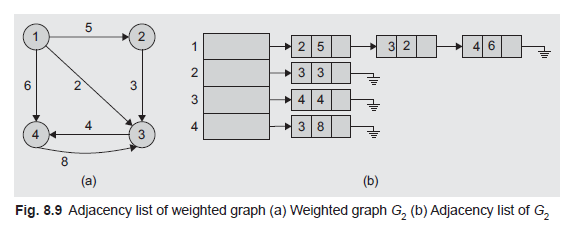 1 5 2
6 2 3
4 4 3
8
(a)
1 2 5 3 2 4 6
2 3 3
3 4 4
4 3 8
(b)
Fig. 8.9 Adjacency list of weighted graph (a) Weighted graph G₂ (b) Adjacency list of G₂